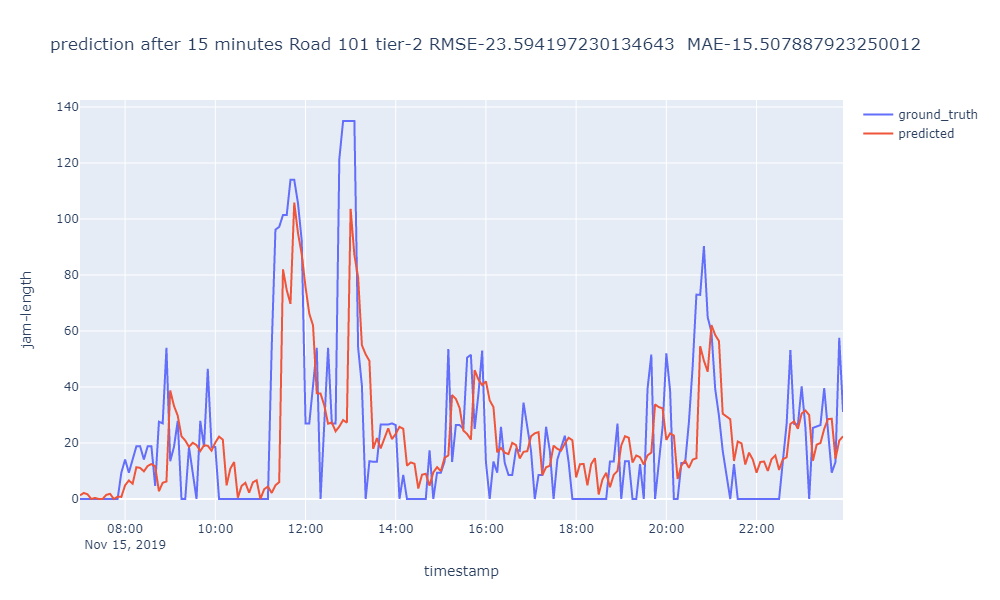 prediction after 15 minutes Road 101 tier-2 RMSE-23.594197230134643  MAE-15.507887923250012
140
120
100
80
60
40
20
0
jam-length
08:00
10:00
12:00
14:00
16:00
18:00
20:00
22:00
Nov 15, 2019
timestamp
ground_truth
predicted